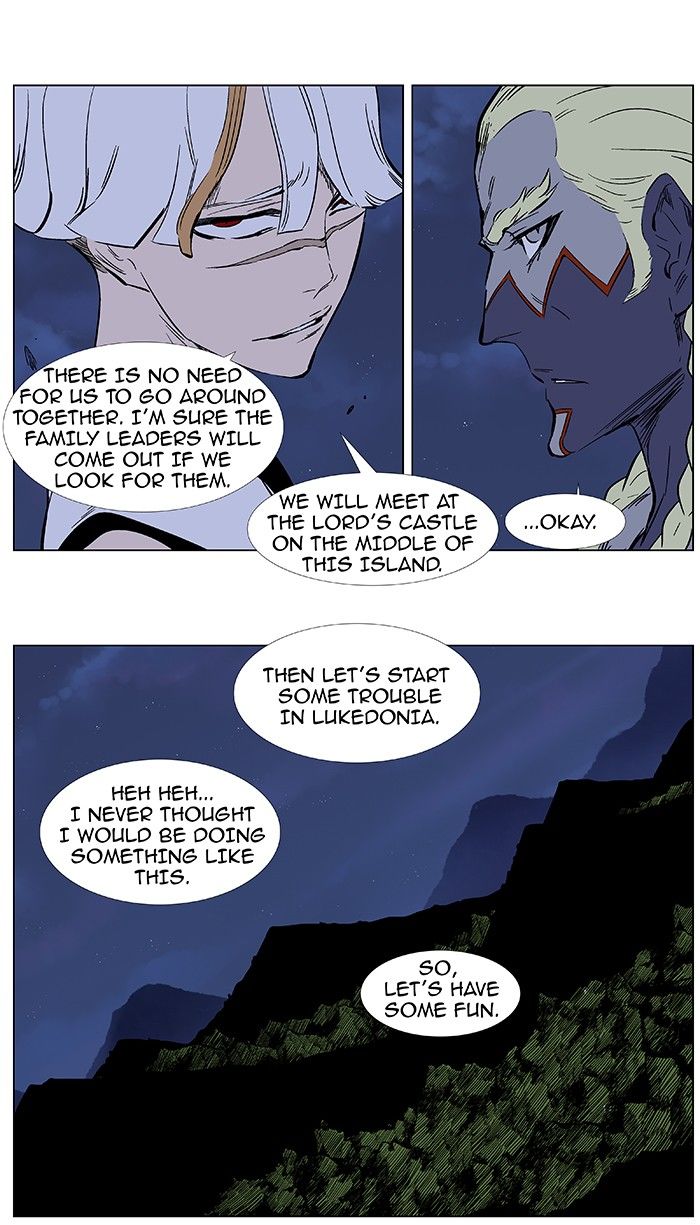 THERE IS NO NEED
FOR US TO GO AROUND
TOGETHER. I'M SURE THE
FAMILY LEADERS WILL
COME OUT IF WE
LOOK FOR THEM.
WE WILL MEET AT
THE LORD'S CASTLE
ON THE MIDDLE OF
THIS ISLAND.
...OKAY.
THEN LET'S START
SOME TROUBLE
IN LUKEDONIA.
HEH HEH...
I NEVER THOUGHT
I WOULD BE DOING
SOMETHING LIKE
THIS.
SO,
LET'S HAVE
SOME FUN.